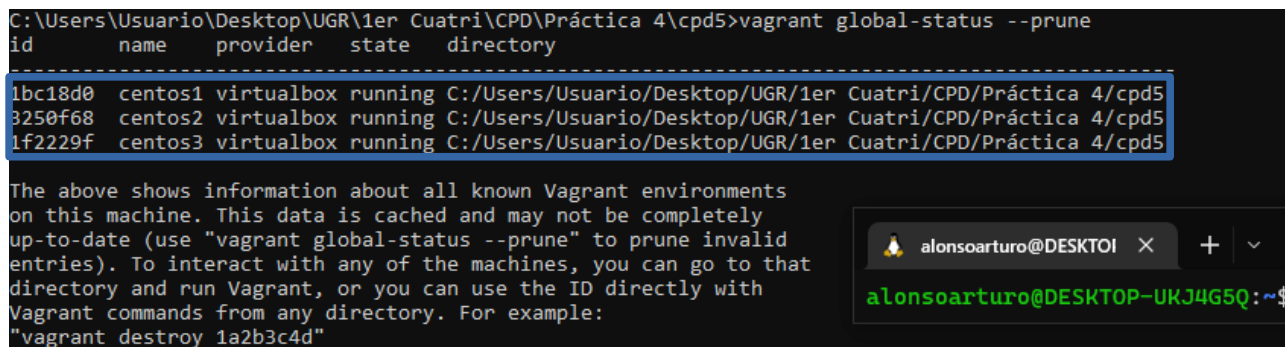 C:\Users\Usuario\Desktop\UGR\1er Cuatri\CPD\Práctica 4\cpd5>vagrant global-status --prune
id       name    provider   state   directory
--------------------------------------------------------------------------------------------
1bc18d0  centos1 virtualbox running C:/Users/Usuario/Desktop/UGR/1er Cuatri/CPD/Práctica 4/cpd5
3250f68  centos2 virtualbox running C:/Users/Usuario/Desktop/UGR/1er Cuatri/CPD/Práctica 4/cpd5
1f2229f  centos3 virtualbox running C:/Users/Usuario/Desktop/UGR/1er Cuatri/CPD/Práctica 4/cpd5
The above shows information about all known Vagrant environments
on this machine. This data is cached and may not be completely
up-to-date (use "vagrant global-status --prune" to prune invalid
entries). To interact with any of the machines, you can go to that
directory and run Vagrant, or you can use the ID directly with
Vagrant commands from any directory. For example:
"vagrant destroy 1a2b3c4d"
alonsoarturo@DESKTOI
alonsoarturo@DESKTOP-UKJ4G5Q:~$